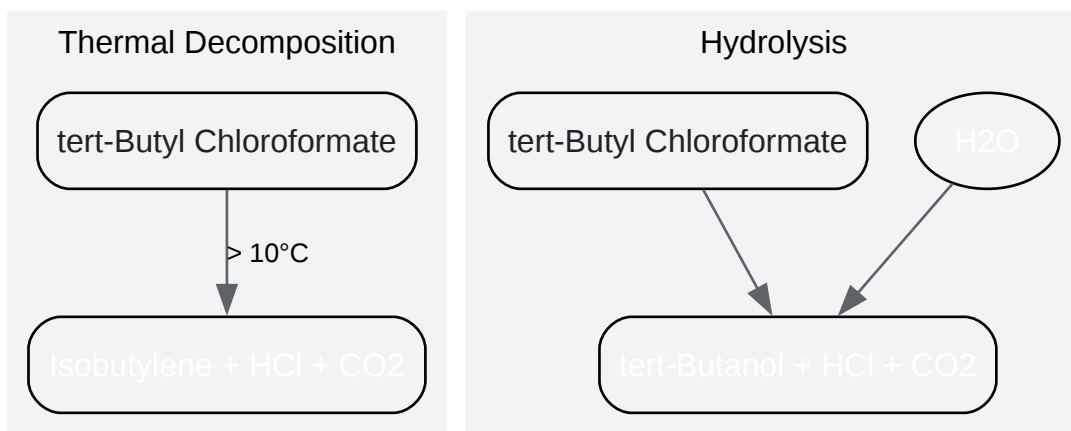 Thermal Decomposition
tert-Butyl Chloroformate
> 10°C
Isobutylene + HCl + CO2
Hydrolysis
tert-Butyl Chloroformate
H2O
tert-Butanol + HCl + CO2